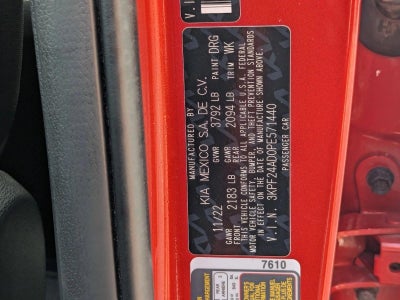 MANUFACTURED BY
KIA MEXICO S.A. DE C.V.
11/22 GVWR 3792 LB PAINT DRG
GAWR FRONT 2183 LB GAWR REAR 2094 LB TRIM WK
THIS VEHICLE CONFORMS TO ALL APPLICABLE U.S.A. FEDERAL
MOTOR VEHICLE SAFETY, BUMPER, AND THEFT PREVENTION STANDARDS
IN EFFECT ON THE DATE OF MANUFACTURE SHOWN ABOVE.
V.I.N. 3KPF24AD0PE571440
PASSENGER CAR
7610